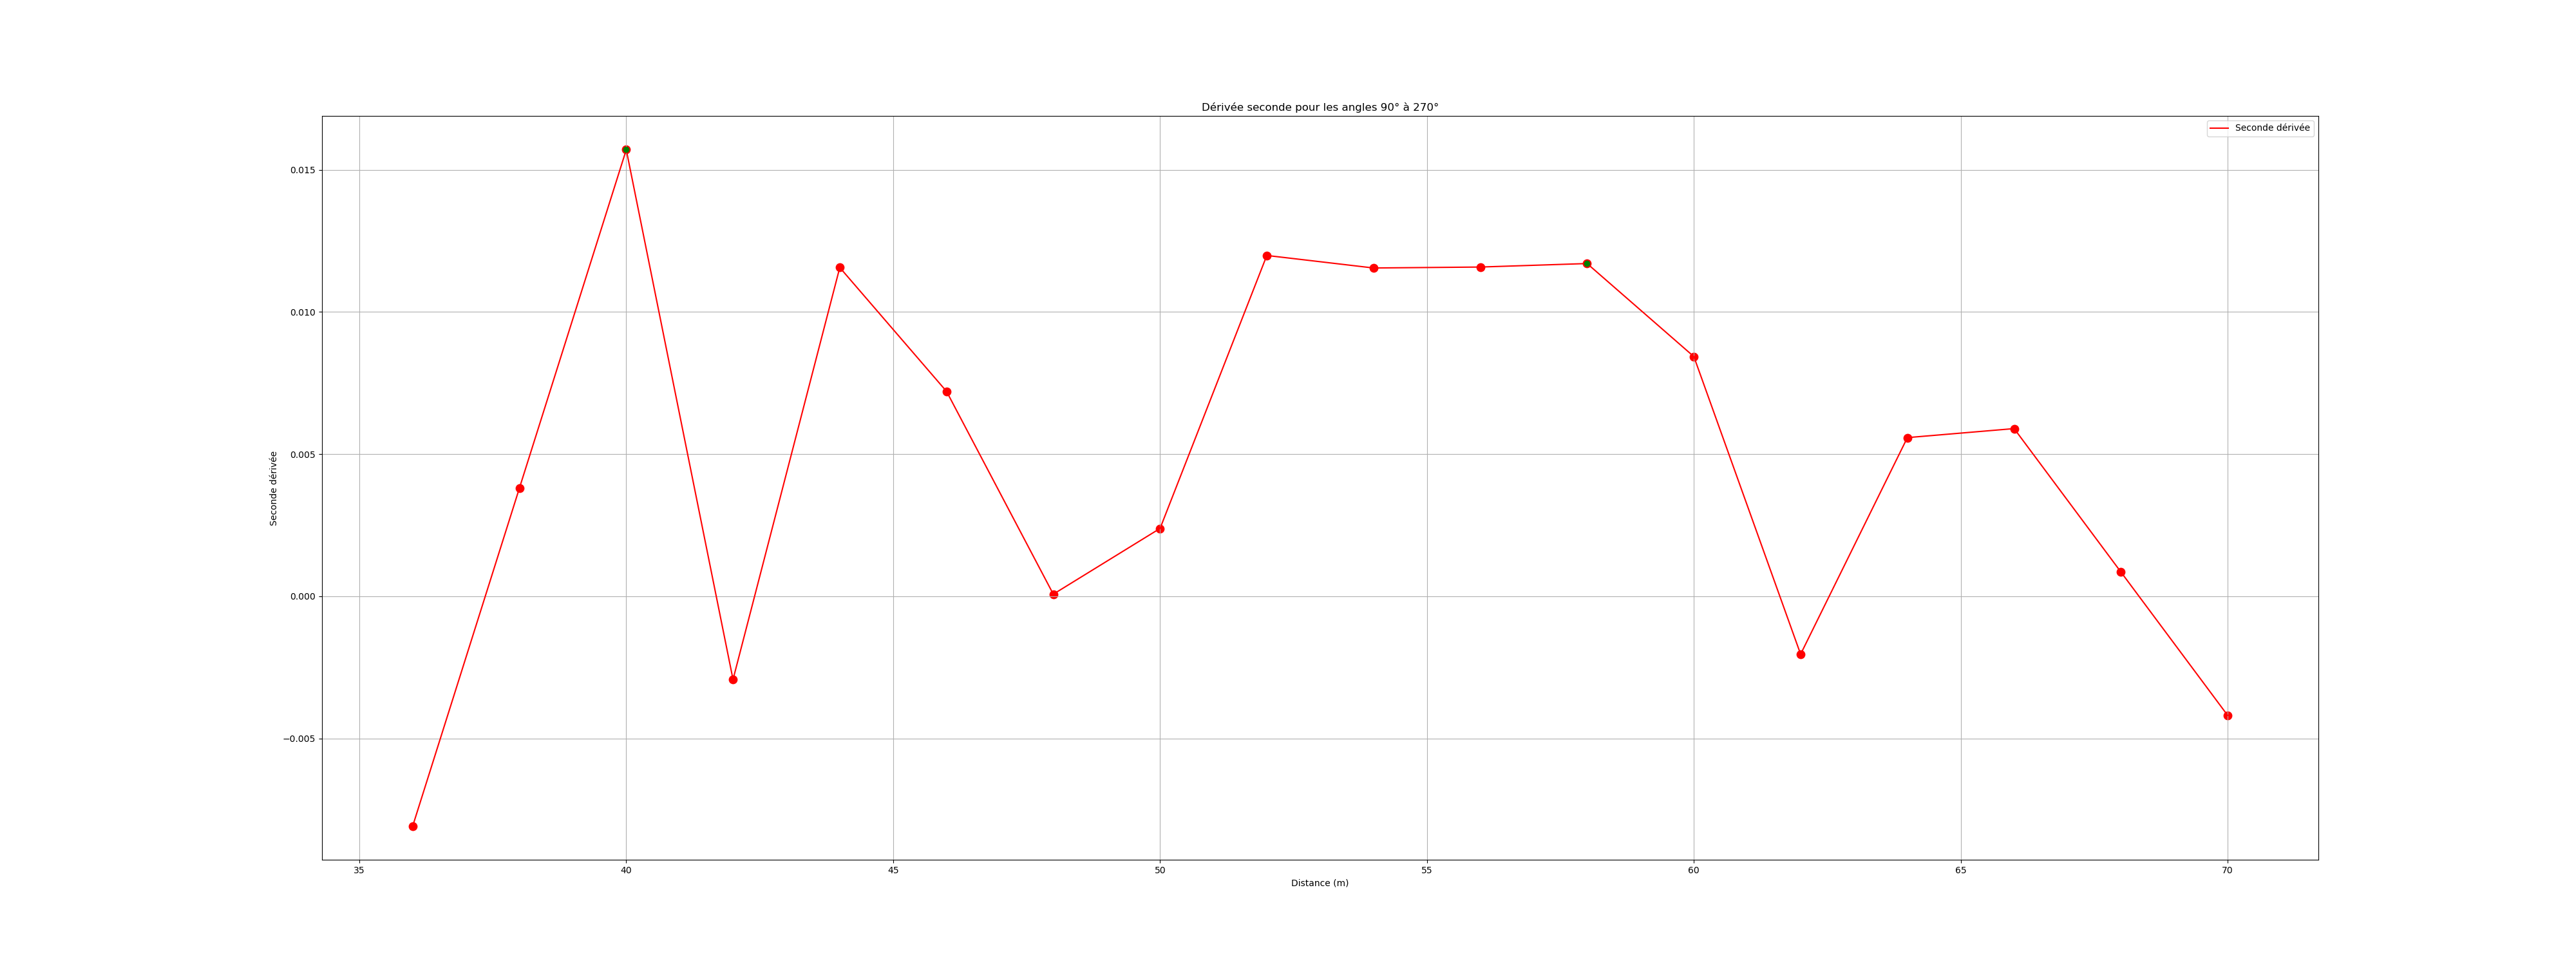 Dérivée seconde pour les angles 90° à 270°
Seconde dérivée
0.015
0.010
0.005
0.000
−0.005
Seconde dérivée
35 40 45 50 55 60 65 70
Distance (m)